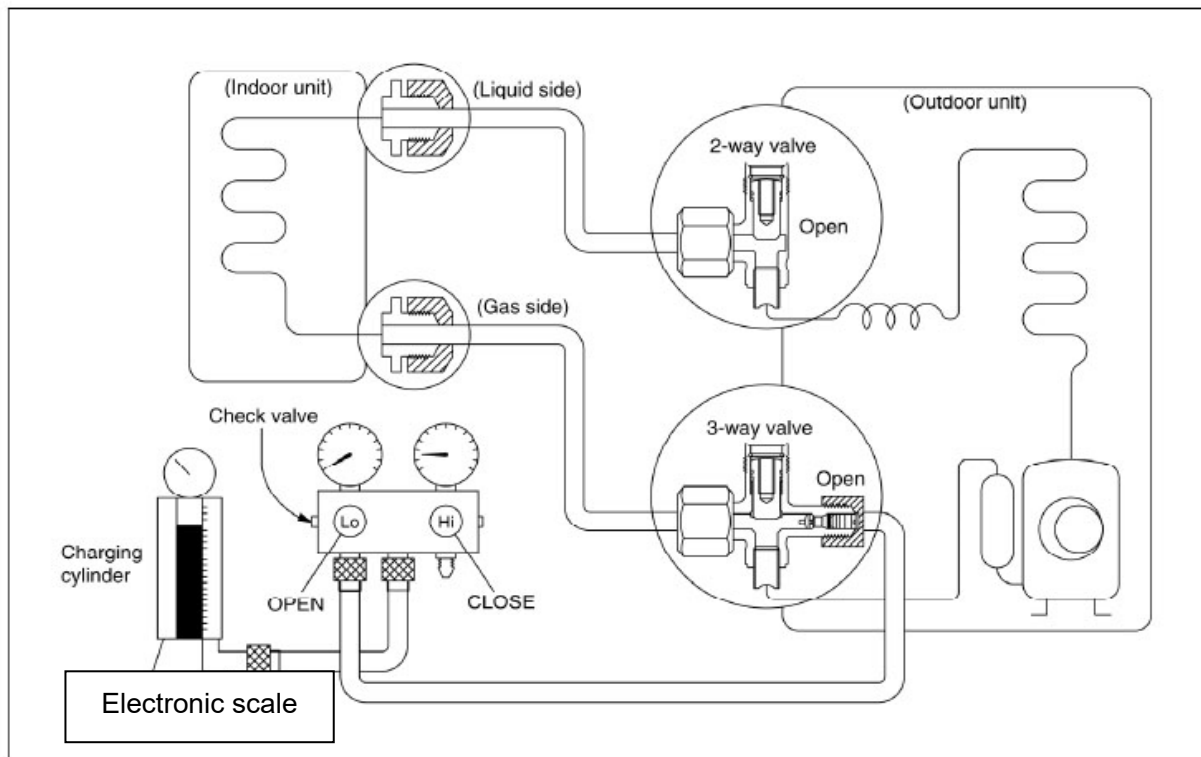 (Indoor unit)
(Liquid side)
(Outdoor unit)
2-way valve
Open
(Gas side)
Check valve
3-way valve
Open
Lo
Hi
Charging
cylinder
OPEN
CLOSE
Electronic scale